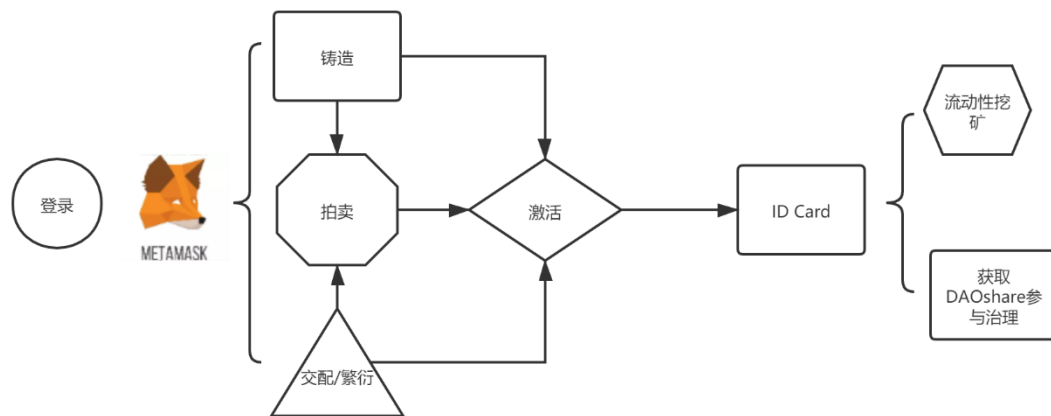 登录
METAMASK
铸造
拍卖
交配/繁衍
激活
ID Card
流动性挖
矿
获取
DAOshare参
与治理